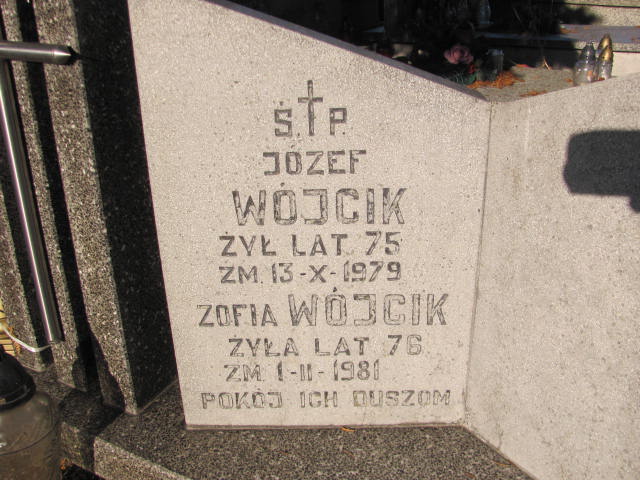 Ś.†P.
JÓZEF
WÓJCIK
ŻYŁ LAT 75
ZM. 13-X-1979
ZOFIA WÓJCIK
ŻYŁA LAT 76
ZM. 1-II-1981
POKÓJ ICH DUSZOM